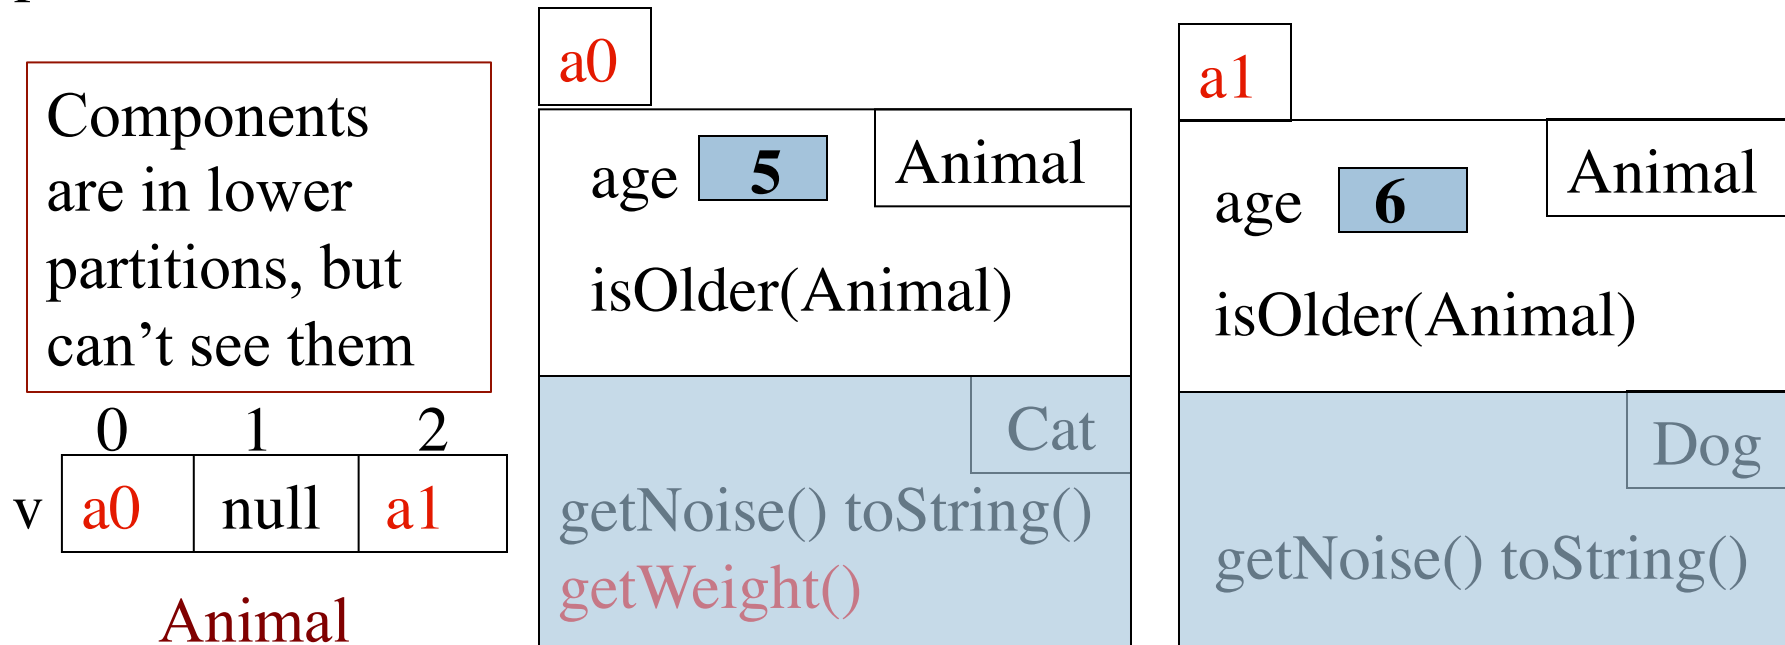 Components
are in lower
partitions, but
can’t see them
0 1 2
v a0 null a1
Animal
a0
age 5 Animal
isOlder(Animal)
Cat
getNoise() toString()
getWeight()
a1
age 6 Animal
isOlder(Animal)
Dog
getNoise() toString()